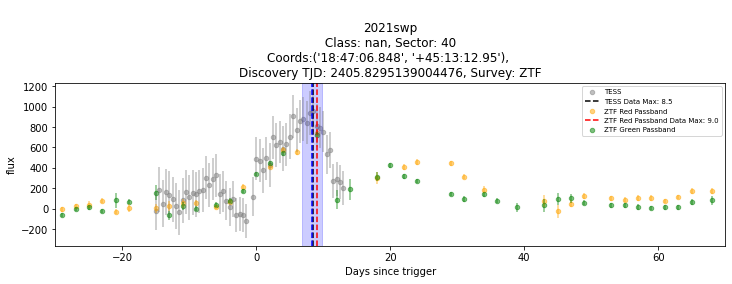 2021swp
Class: nan, Sector: 40
Coords:('18:47:06.848', '+45:13:12.95'),
Discovery TJD: 2405.8295139004476, Survey: ZTF
1200
1000
800
600
400
200
0
−200
flux
−20
0
20
40
60
Days since trigger
TESS
TESS Data Max: 8.5
ZTF Red Passband
ZTF Red Passband Data Max: 9.0
ZTF Green Passband